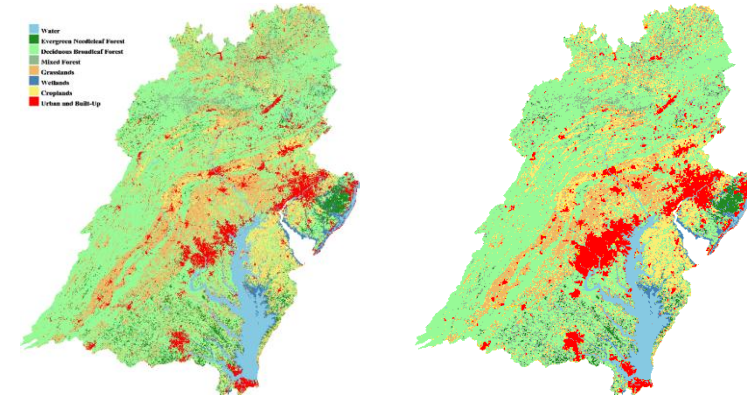 Water
Evergreen Needleleaf Forest
Deciduous Broadleaf Forest
Mixed Forest
Grasslands
Wetlands
Croplands
Urban and Built-Up